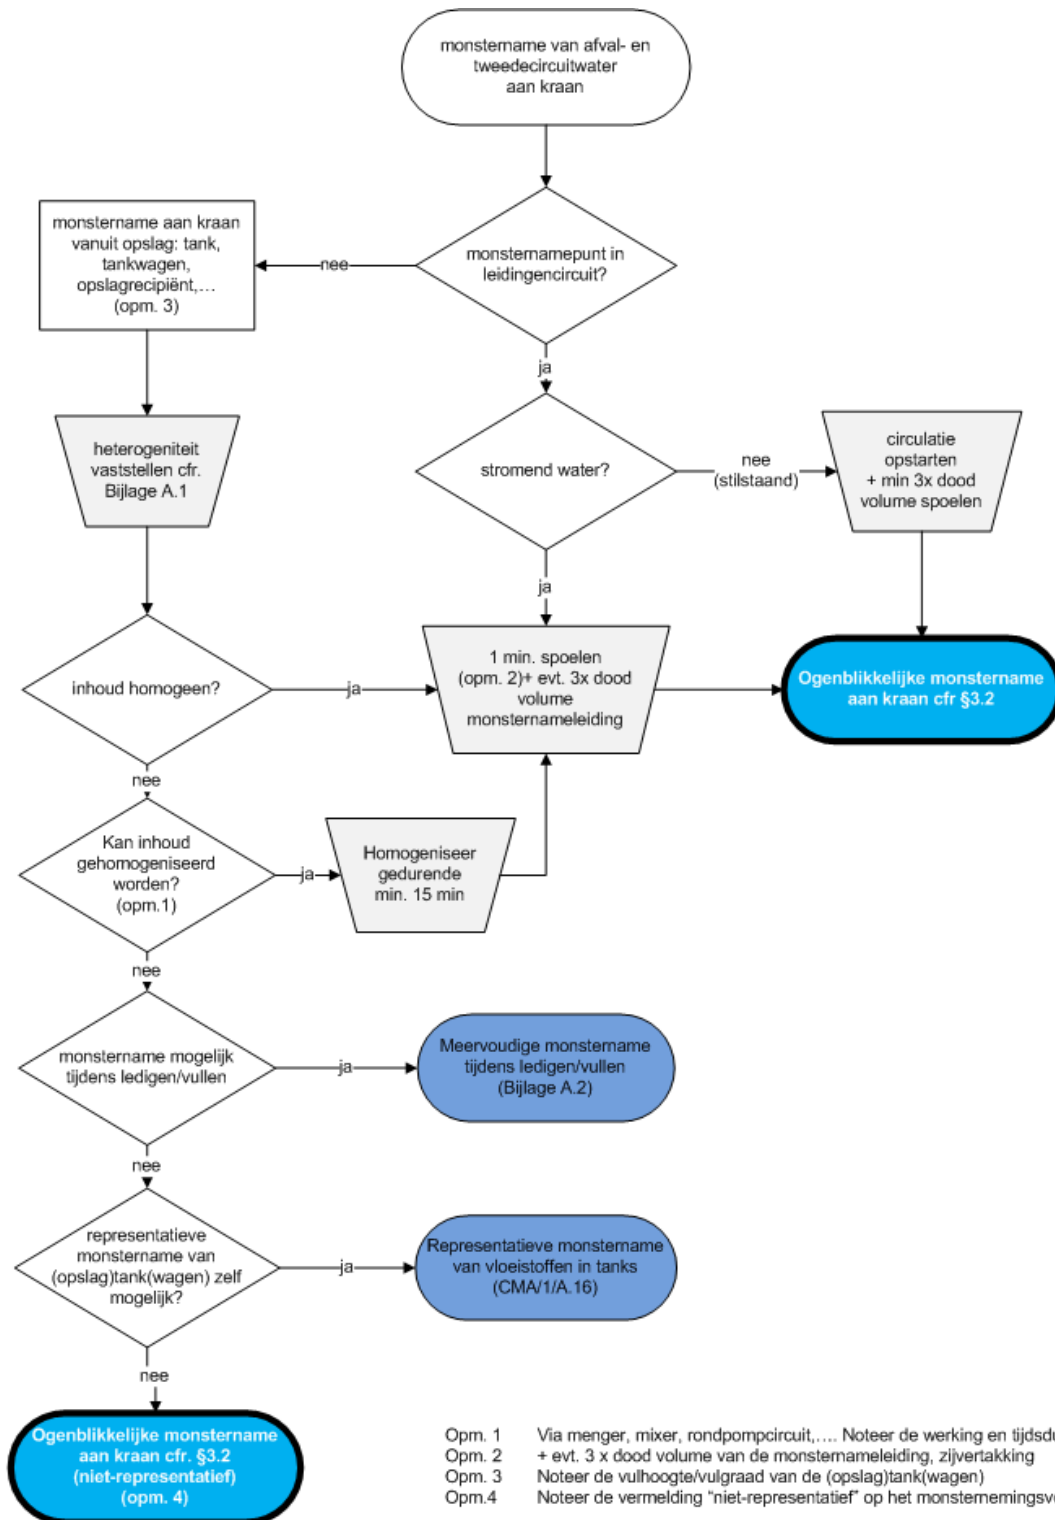 monstername van afval- en
tweedecircuitwater
aan kraan
monstername aan kraan
vanuit opslag: tank,
tankwagen,
opslagrecipiënt,...
(opm. 3)
nee
monsternamepunt in
leidingencircuit?
ja
heterogeniteit
vaststellen cfr.
Bijlage A.1
stromend water?
nee
(stilstaand)
circulatie
opstarten
+ min 3x dood
volume spoelen
ja
inhoud homogeen?
ja
1 min. spoelen
(opm. 2)+ evt. 3x dood
volume
monsternameleiding
Ogenblikkelijke monstername
aan kraan cfr §3.2
nee
Kan inhoud
gehomogeniseerd
worden?
(opm.1)
ja
Homogeniseer
gedurende
min. 15 min
nee
monstername mogelijk
tijdens ledigen/vullen
ja
Meervoudige monstername
tijdens ledigen/vullen
(Bijlage A.2)
nee
representatieve
monstername van
(opslag)tank(wagen) zelf
mogelijk?
ja
Representatieve monstername
van vloeistoffen in tanks
(CMA/1/A.16)
nee
Ogenblikkelijke monstername
aan kraan cfr. §3.2
(niet-representatief)
(opm. 4)
Opm. 1 Via menger, mixer, rondpompcircuit,.... Noteer de werking en
Opm. 2 + evt. 3 x dood volume van de monsternameleiding, zijvertakking
Opm. 3 Noteer de vulhoogte/vulgraad van de (opslag)tank(wagen)
Opm.4 Noteer de vermelding "niet-representatief" op het